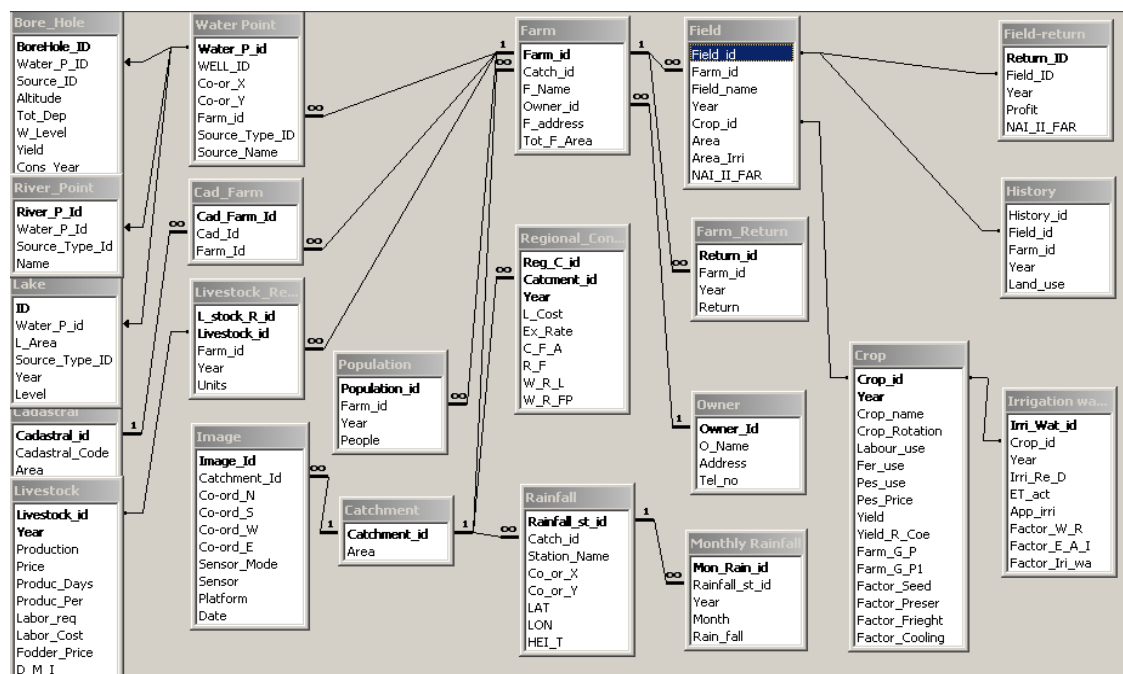 Bore_Hole
BoreHole_ID
Water_P_ID
Source_ID
Altitude
Tot_Dep
W_Level
Yield
Cons_Year
River_Point
River_P_Id
Water_P_Id
Source_Type_Id
Name
Lake
ID
Water_P_id
L_Area
Source_Type_ID
Year
Level
Cadastral
Cadastral_id
Cadastral_Code
Area
Livestock
Livestock_id
Year
Production
Price
Produc_Days
Produc_Per
Labor_req
Labor_Cost
Fodder_Price
D_M_I
Water Point
Water_P_id
WELL_ID
Co-or_X
Co-or_Y
Farm_id
Source_Type_ID
Source_Name
Cad_Farm
Cad_Farm_Id
Cad_Id
Farm_Id
Livestock_Re...
L_stock_R_id
Livestock_id
Farm_id
Year
Units
Image
Image_Id
Catchment_Id
Co-ord_N
Co-ord_S
Co-ord_W
Co-ord_E
Sensor_Mode
Sensor
Platform
Date
Population
Population_id
Farm_id
Year
People
Catchment
Catchment_id
Area
Farm
Farm_id
Catch_id
F_Name
Owner_id
F_address
Tot_F_Area
Regional_Con...
Reg_C_id
Catcment_id
Year
L_Cost
Ex_Rate
C_F_A
R_F
W_R_L
W_R_FP
Rainfall
Rainfall_st_id
Catch_id
Station_Name
Co_or_X
Co_or_Y
LAT
LON
HEI_T
Field
Field_id
Farm_id
Field_name
Year
Crop_id
Area
Area_Irri
NAI_II_FAR
Farm_Return
Return_id
Farm_id
Year
Return
Owner
Owner_Id
O_Name
Address
Tel_no
Monthly Rainfall
Mon_Rain_id
Rainfall_st_id
Year
Month
Rain_fall
Crop
Crop_id
Year
Crop_name
Crop_Rotation
Labour_use
Fer_use
Pes_use
Pes_Price
Yield
Yield_R_Coe
Farm_G_P
Farm_G_P1
Factor_Seed
Factor_Preser
Factor_Frieght
Factor_Cooling
Field-return
Return_ID
Field_ID
Year
Profit
NAI_II_FAR
History
History_id
Field_id
Farm_id
Year
Land_use
Irrigation wa...
Irri_Wat_id
Crop_id
Year
Irri_Re_D
ET_act
App_irri
Factor_W_R
Factor_E_A_I
Factor_Iri_wa
1
∞
∞
∞
∞
1
∞
1
∞
∞
1
∞
∞
∞
1
∞
1
1
∞
1
∞